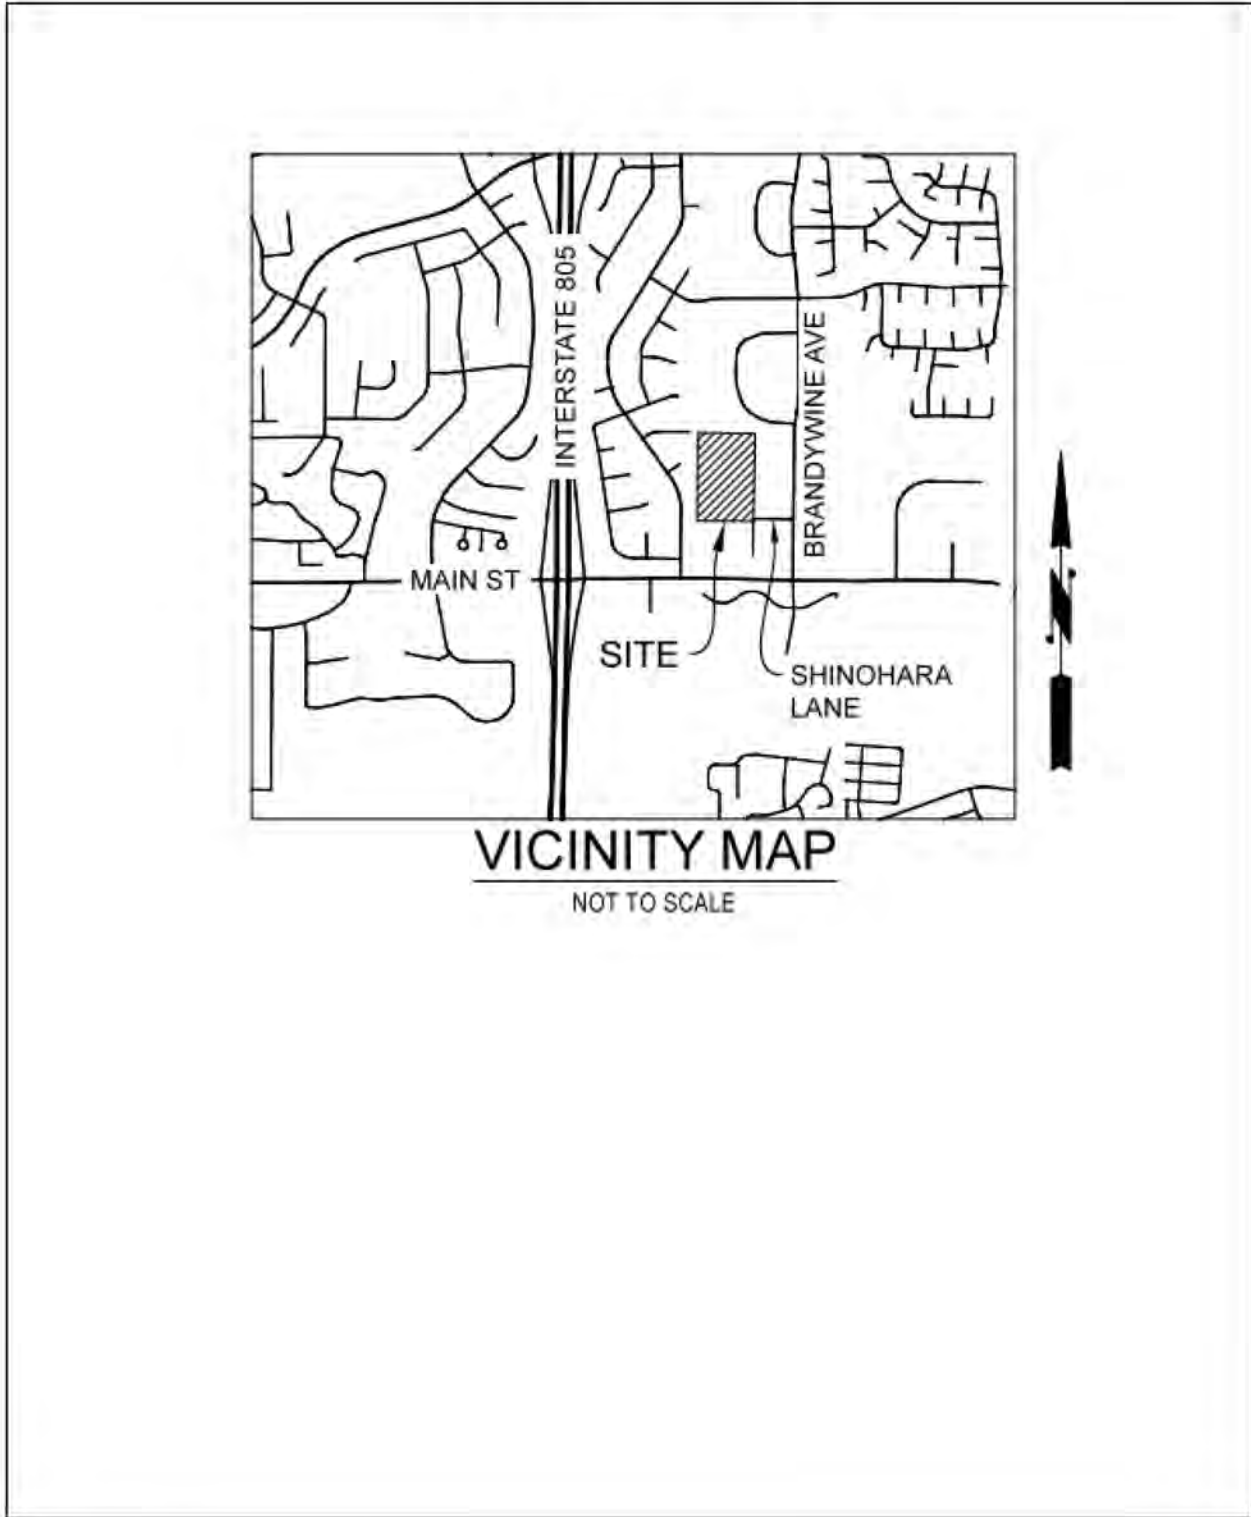 INTERSTATE 805
BRANDYWINE AVE
MAIN ST
SITE
SHINOHARA
LANE
N
VICINITY MAP
NOT TO SCALE